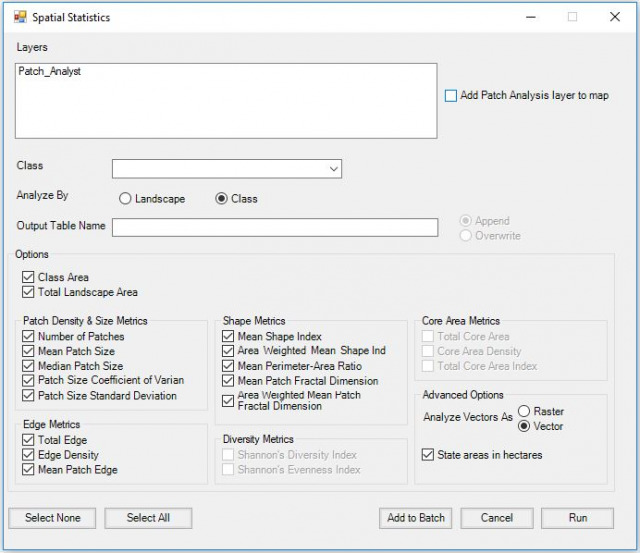 Spatial Statistics
Layers
Patch_Analyst
Add Patch Analysis layer to map
Class
Analyze By
Landscape
Class
Output Table Name
Append
Overwrite
Options
Class Area
Total Landscape Area
Patch Density & Size Metrics
Number of Patches
Mean Patch Size
Median Patch Size
Patch Size Coefficient of Varian
Patch Size Standard Deviation
Shape Metrics
Mean Shape Index
Area Weighted Mean Shape Ind
Mean Perimeter-Area Ratio
Mean Patch Fractal Dimension
Area Weighted Mean Patch
Fractal Dimension
Core Area Metrics
Total Core Area
Core Area Density
Total Core Area Index
Advanced Options
Analyze Vectors As
Raster
Vector
State areas in hectares
Edge Metrics
Total Edge
Edge Density
Mean Patch Edge
Diversity Metrics
Shannon's Diversity Index
Shannon's Evenness Index
Select None
Select All
Add to Batch
Cancel
Run